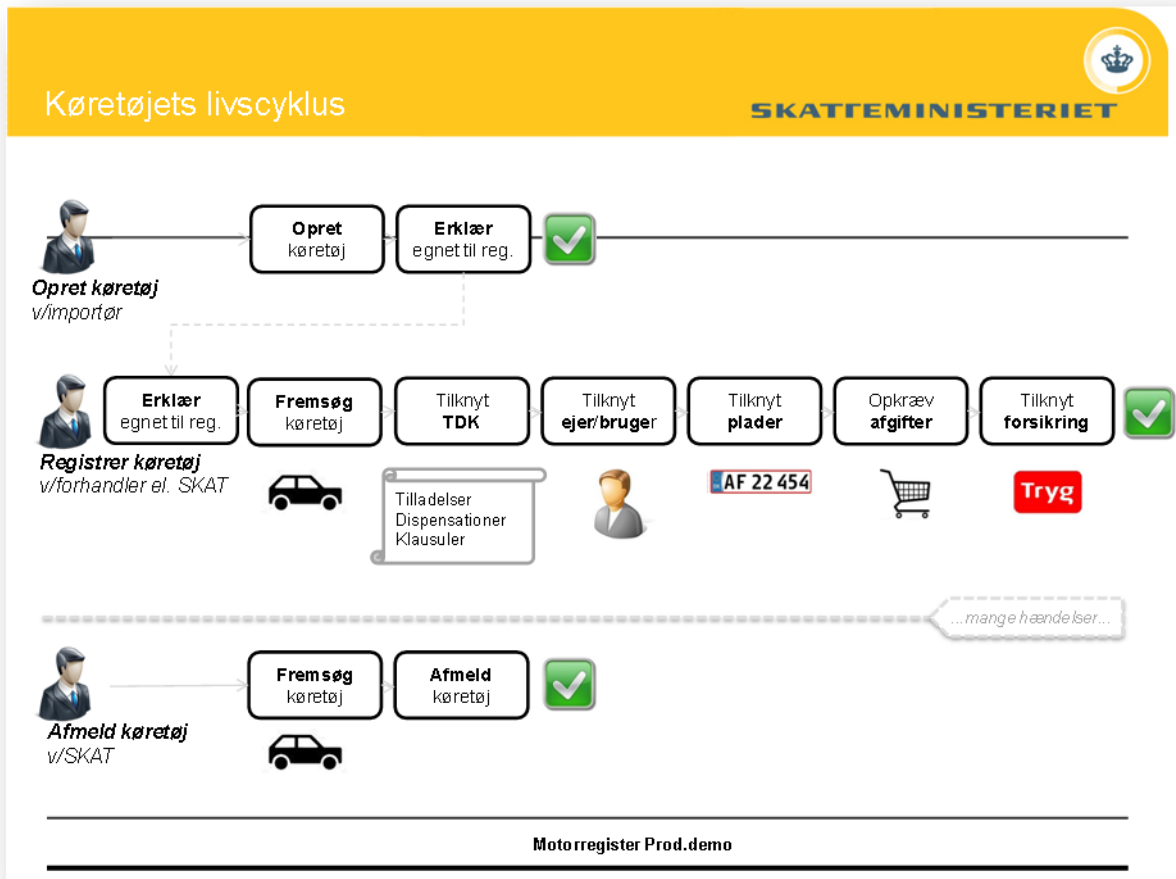 Køretøjets livscyklus
SKATTEMINISTERIET
Opret
køretøj
Erklær
egnet til reg.
Opret køretøj
v/importør
Erklær
egnet til reg.
Fremsøg
køretøj
Tilknyt
TDK
Tilknyt
ejer/bruger
Tilknyt
plader
Opkræv
afgifter
Tilknyt
forsikring
Registrer køretøj
v/forhandler el. SKAT
Tilladelser
Dispensationer
Klausuler
AF 22 454
Tryg
...mange hændelser...
Fremsøg
køretøj
Afmeld
køretøj
Afmeld køretøj
v/SKAT
Motorregister Prod.demo